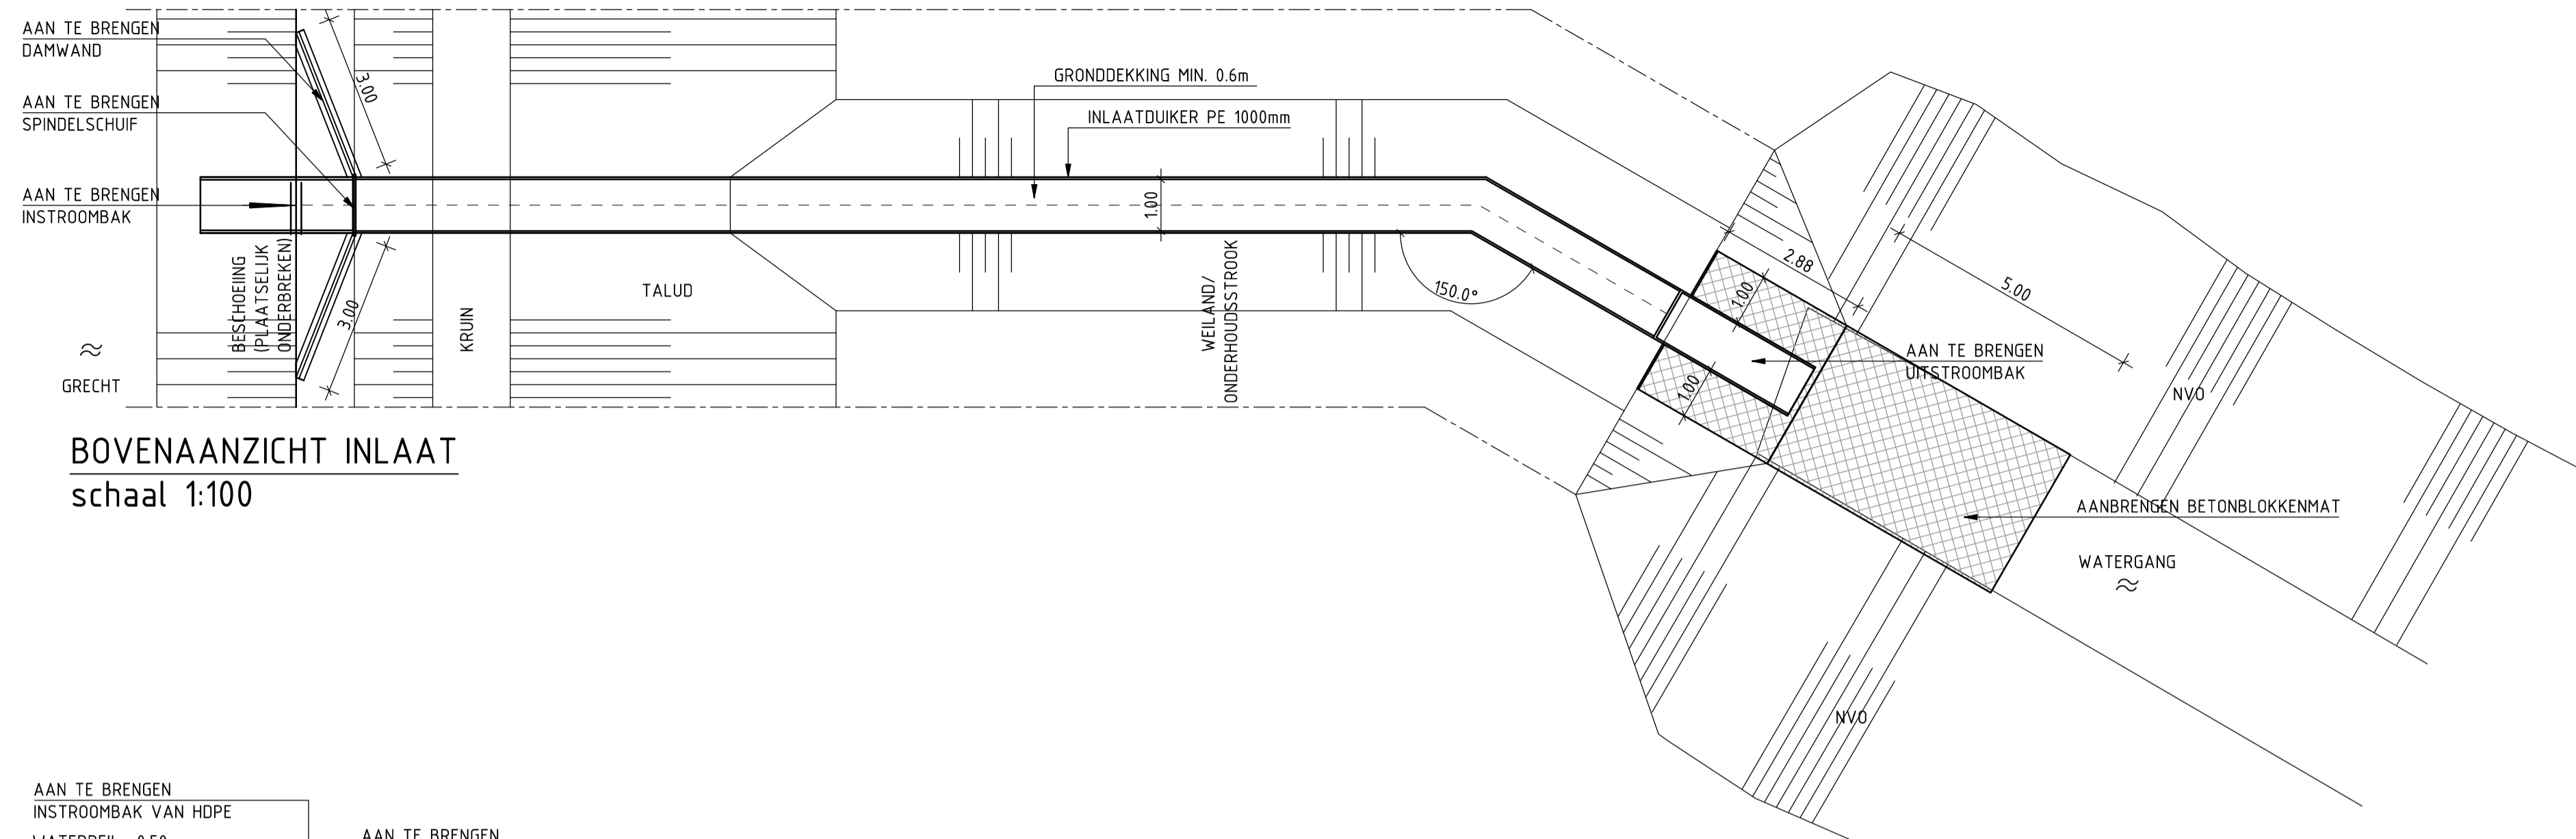 AAN TE BRENGEN
DAMWAND
AAN TE BRENGEN
SPINDELSCHUIF
AAN TE BRENGEN
INSTROOMBAK
3.00
3.00
BESCHOEING
(PLAATSELIJK
ONDERBREKEN)
≈
GRECHT
KRUIN
TALUD
GRONDDEKKING MIN. 0.6m
INLAATDUIKER PE 1000mm
1.00
WEILAND/
ONDERHOUDSSTROOK
150.0°
2.88
1.00
1.00
5.00
AAN TE BRENGEN
UITSTROOMBAK
NVO
AANBRENGEN BETONBLOKKENMAT
WATERGANG
≈
NVO
BOVENAANZICHT INLAAT
schaal 1:100
AAN TE BRENGEN
INSTROOMBAK VAN HDPE
AAN TE BRENGEN